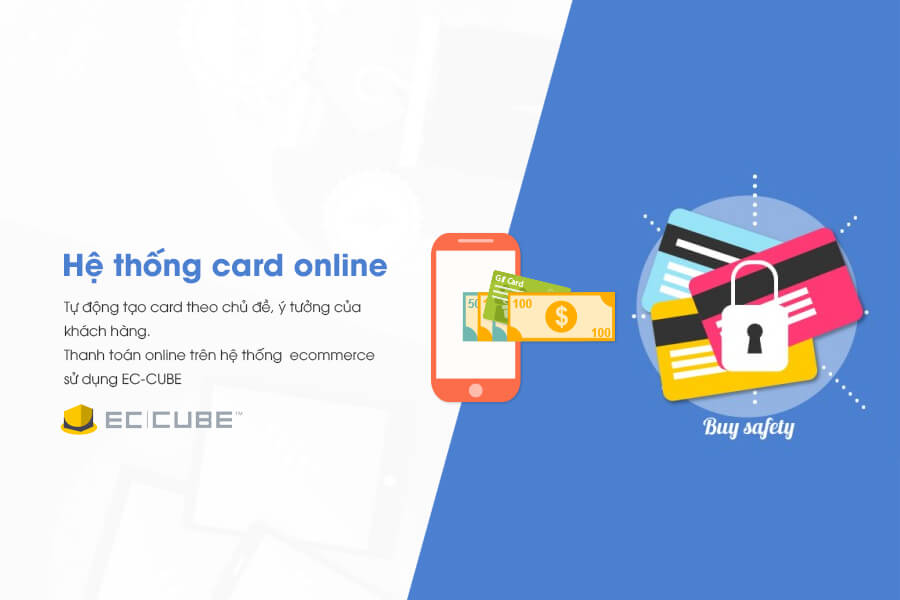 Hệ thống card online
Tự động tạo card theo chủ đề, ý tưởng của
khách hàng.
Thanh toán online trên hệ thống ecommerce
sử dụng EC-CUBE
EC CUBE™
Gif Card
50
100
$
100
Buy safety